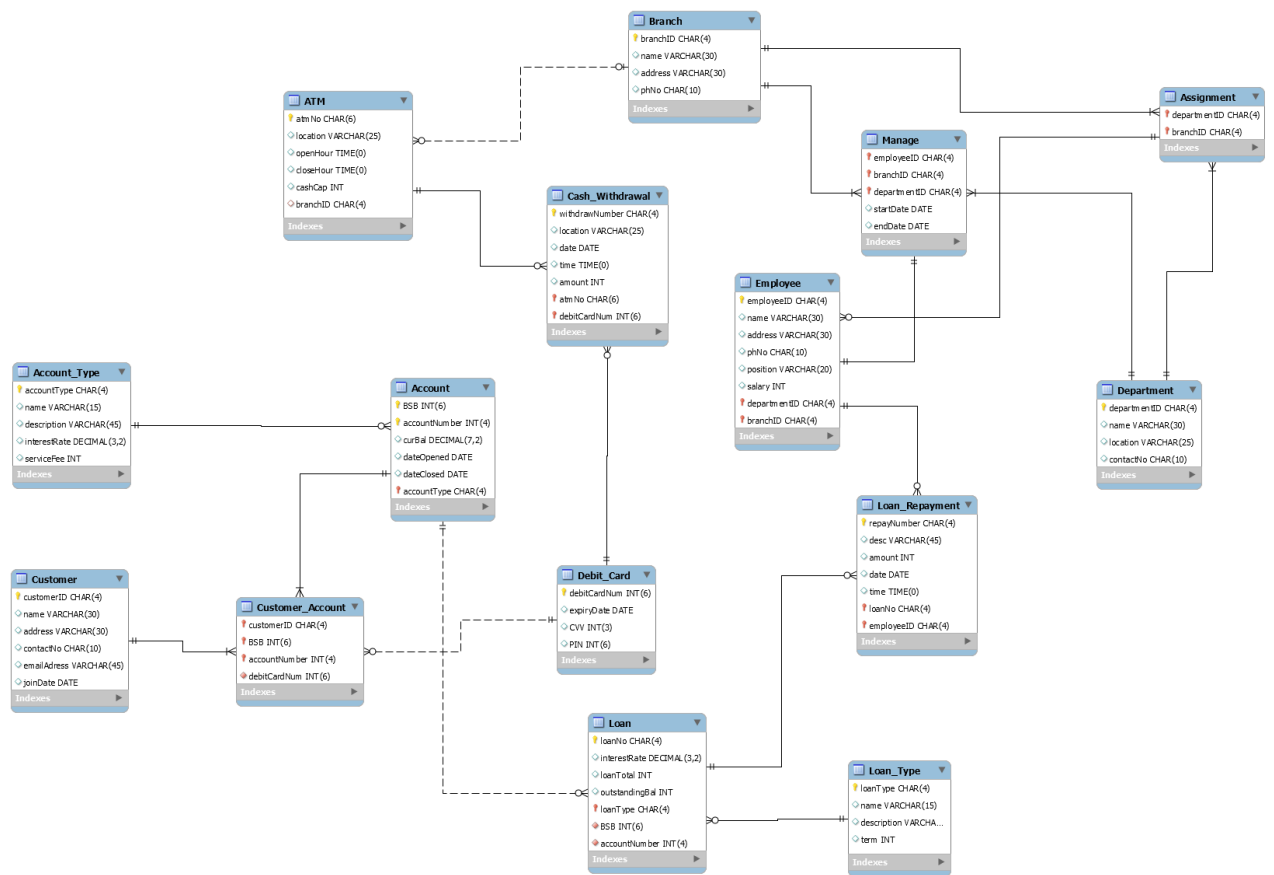 Branch
branchID CHAR(4)
name VARCHAR(30)
address VARCHAR(30)
phNo CHAR(10)
Indexes
ATM
atmNo CHAR(6)
location VARCHAR(25)
openHour TIME(0)
closeHour TIME(0)
cashCap INT
branchID CHAR(4)
Indexes
Assignment
departmentID CHAR(4)
branchID CHAR(4)
Indexes
Manage
employeeID CHAR(4)
branchID CHAR(4)
departmentID CHAR(4)
startDate DATE
endDate DATE
Indexes
Cash_Withdrawal
withdrawNumber CHAR(4)
location VARCHAR(25)
date DATE
time TIME(0)
amount INT
atmNo CHAR(6)
debitCardNum INT(6)
Indexes
Employee
employeeID CHAR(4)
name VARCHAR(30)
address VARCHAR(30)
phNo CHAR(10)
position VARCHAR(20)
salary INT
departmentID CHAR(4)
branchID CHAR(4)
Indexes
Account_Type
accountType CHAR(4)
name VARCHAR(15)
description VARCHAR(45)
interestRate DECIMAL(3,2)
serviceFee INT
Indexes
Account
BSB INT(6)
accountNumber INT(4)
curBal DECIMAL(7,2)
dateOpened DATE
dateClosed DATE
accountType CHAR(4)
Indexes
Department
departmentID CHAR(4)
name VARCHAR(30)
location VARCHAR(25)
contactNo CHAR(10)
Indexes
Loan_Repayment
repayNumber CHAR(4)
desc VARCHAR(45)
amount INT
date DATE
time TIME(0)
loanNo CHAR(4)
employeeID CHAR(4)
Indexes
Customer
customerID CHAR(4)
name VARCHAR(30)
address VARCHAR(30)
contactNo CHAR(10)
emailAdress VARCHAR(45)
joinDate DATE
Indexes
Customer_Account
customerID CHAR(4)
BSB INT(6)
accountNumber INT(4)
debitCardNum INT(6)
Indexes
Debit_Card
debitCardNum INT(6)
expiryDate DATE
CVV INT(3)
PIN INT(6)
Indexes
Loan
loanNo CHAR(4)
interestRate DECIMAL(3,2)
loanTotal INT
outstandingBal INT
loanType CHAR(4)
BSB INT(6)
accountNumber INT(4)
Indexes
Loan_Type
loanType CHAR(4)
name VARCHAR(15)
description VARCHA...
term INT
Indexes